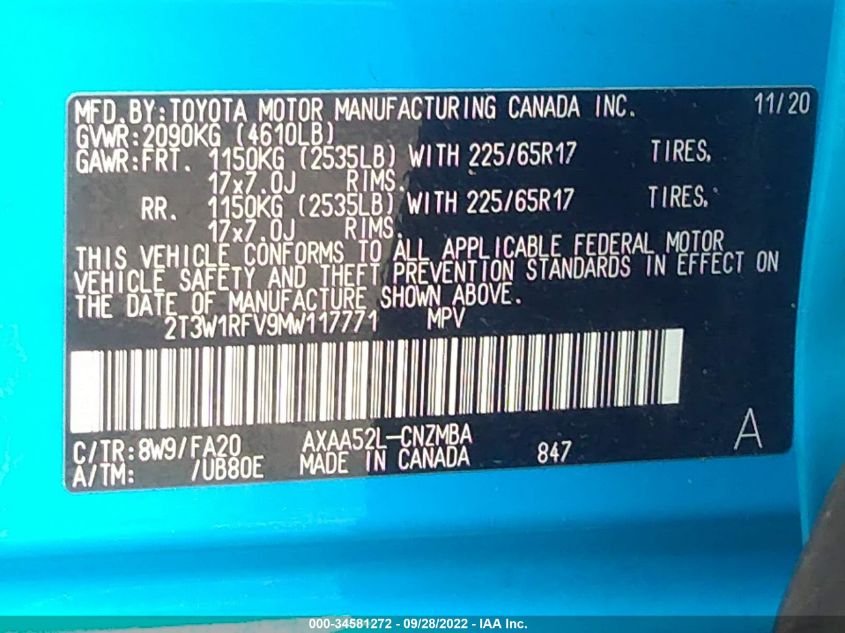 MFD.BY:TOYOTA MOTOR MANUFACTURING CANADA INC. 11/20
GVWR:2090KG (4610LB)
GAWR:FRT. 1150KG (2535LB) WITH 225/65R17 TIRES,
17x7.0J RIMS.
RR. 1150KG (2535LB) WITH 225/65R17 TIRES,
17x7.0J RIMS.
THIS VEHICLE CONFORMS TO ALL APPLICABLE FEDERAL MOTOR
VEHICLE SAFETY AND THEFT PREVENTION STANDARDS IN EFFECT ON
THE DATE OF MANUFACTURE SHOWN ABOVE.
2T3W1RFV9MW117771 MPV
C/TR:8W9/FA20 AXAA52L-CNZMBA A
A/TM: /UB80E MADE IN CANADA 847
000-34581272 - 09/28/2022 - IAA Inc.